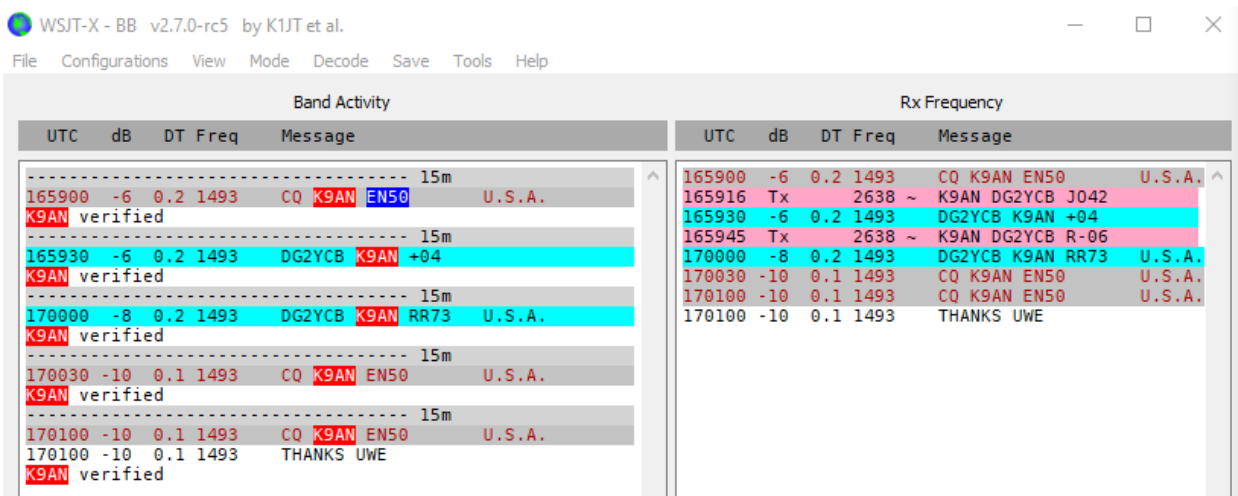 WSJT-X - BB v2.7.0-rc5 by K1JT et al.
File Configurations View Mode Decode Save Tools Help
Band Activity
UTC dB DT Freq Message
----------------------------------- 15m
165900 -6 0.2 1493 CQ K9AN EN50 U.S.A.
K9AN verified
----------------------------------- 15m
165930 -6 0.2 1493 DG2YCB K9AN +04
K9AN verified
----------------------------------- 15m
170000 -8 0.2 1493 DG2YCB K9AN RR73 U.S.A.
K9AN verified
----------------------------------- 15m
170030 -10 0.1 1493 CQ K9AN EN50 U.S.A.
K9AN verified
----------------------------------- 15m
170100 -10 0.1 1493 CQ K9AN EN50 U.S.A.
170100 -10 0.1 1493 THANKS UWE
K9AN verified
Rx Frequency
UTC dB DT Freq Message
165900 -6 0.2 1493 CQ K9AN EN50 U.S.A.
165916 Tx 2638 ~ K9AN DG2YCB JO42
165930 -6 0.2 1493 DG2YCB K9AN +04
165945 Tx 2638 ~ K9AN DG2YCB R-06
170000 -8 0.2 1493 DG2YCB K9AN RR73 U.S.A.
170030 -10 0.1 1493 CQ K9AN EN50 U.S.A.
170100 -10 0.1 1493 CQ K9AN EN50 U.S.A.
170100 -10 0.1 1493 THANKS UWE